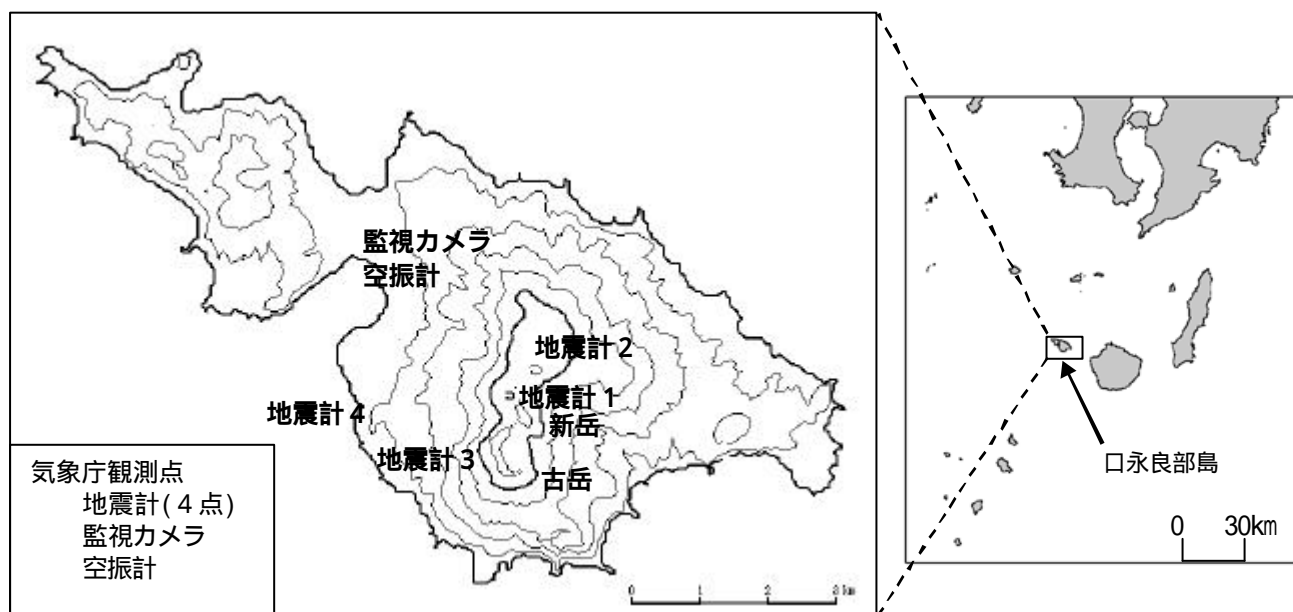 監視カメラ
空振計
地震計２
地震計１
新岳
地震計４
地震計３
古岳
気象庁観測点
地震計(４点)
監視カメラ
空振計
0 1 2 3 km
口永良部島
0 30km